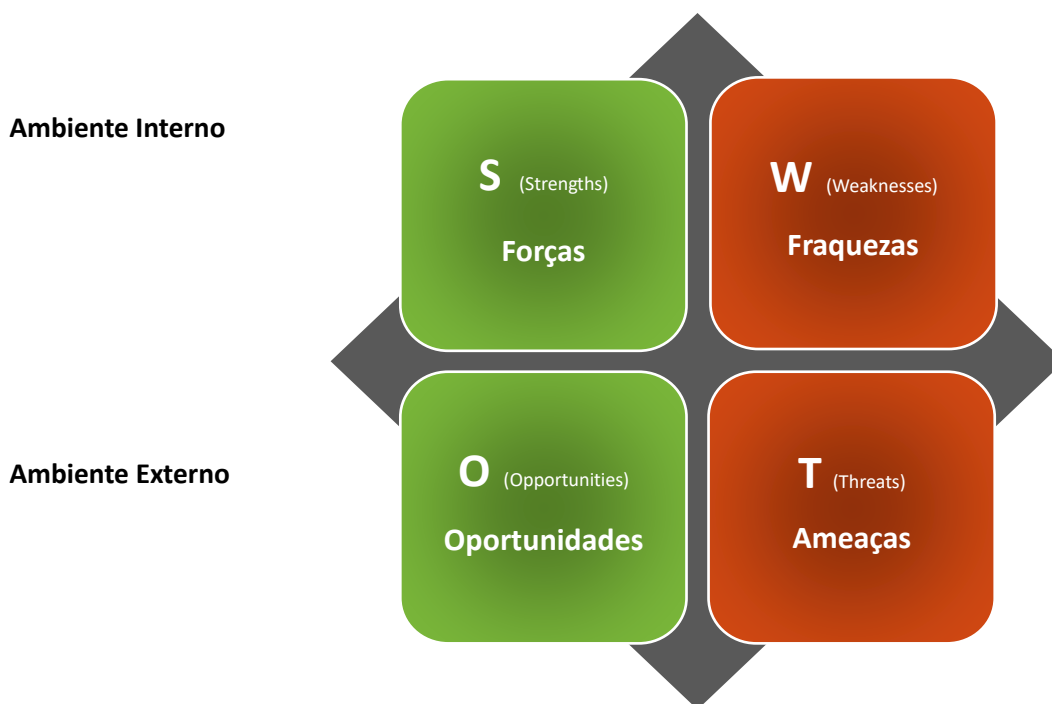 Ambiente Interno
S (Strengths)
Forças
W (Weaknesses)
Fraquezas
Ambiente Externo
O (Opportunities)
Oportunidades
T (Threats)
Ameaças